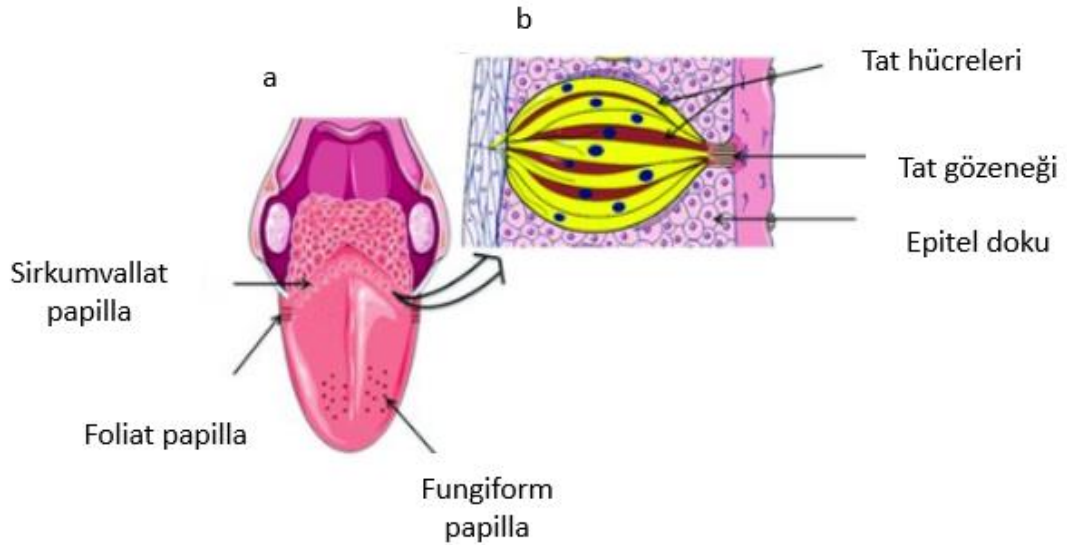 b
a
Tat hücreleri
Tat gözeneği
Epitel doku
Sirkumvallat
papilla
Foliat papilla
Fungiform
papilla